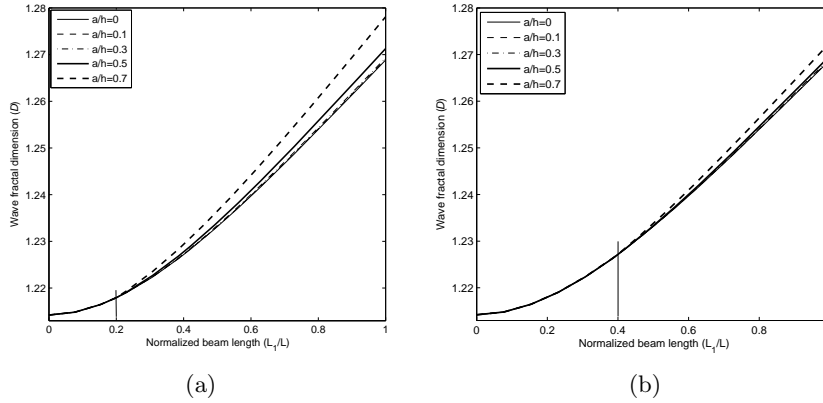 1.28
1.27
1.26
1.25
1.24
1.23
1.22
Wave fractal dimension (D)
a/h=0
a/h=0.1
a/h=0.3
a/h=0.5
a/h=0.7
0
0.2
0.4
0.6
0.8
1
Normalized beam length (L₁/L)
(a)
1.28
1.27
1.26
1.25
1.24
1.23
1.22
Wave fractal dimension (D)
a/h=0
a/h=0.1
a/h=0.3
a/h=0.5
a/h=0.7
0
0.2
0.4
0.6
0.8
Normalized beam length (L₁/L)
(b)